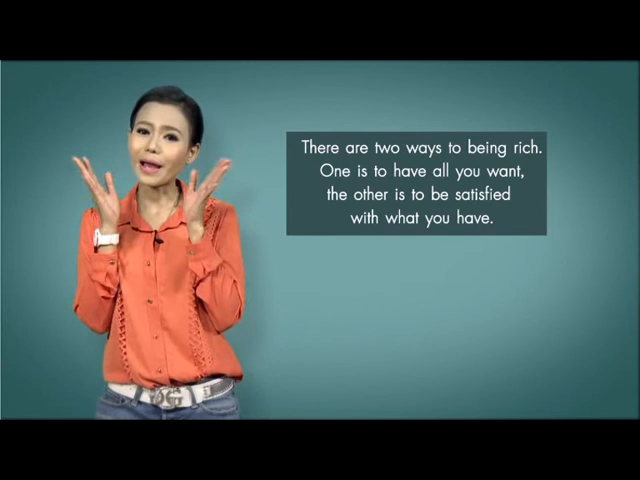 There are two ways to being rich.
One is to have all you want,
the other is to be satisfied
with what you have.